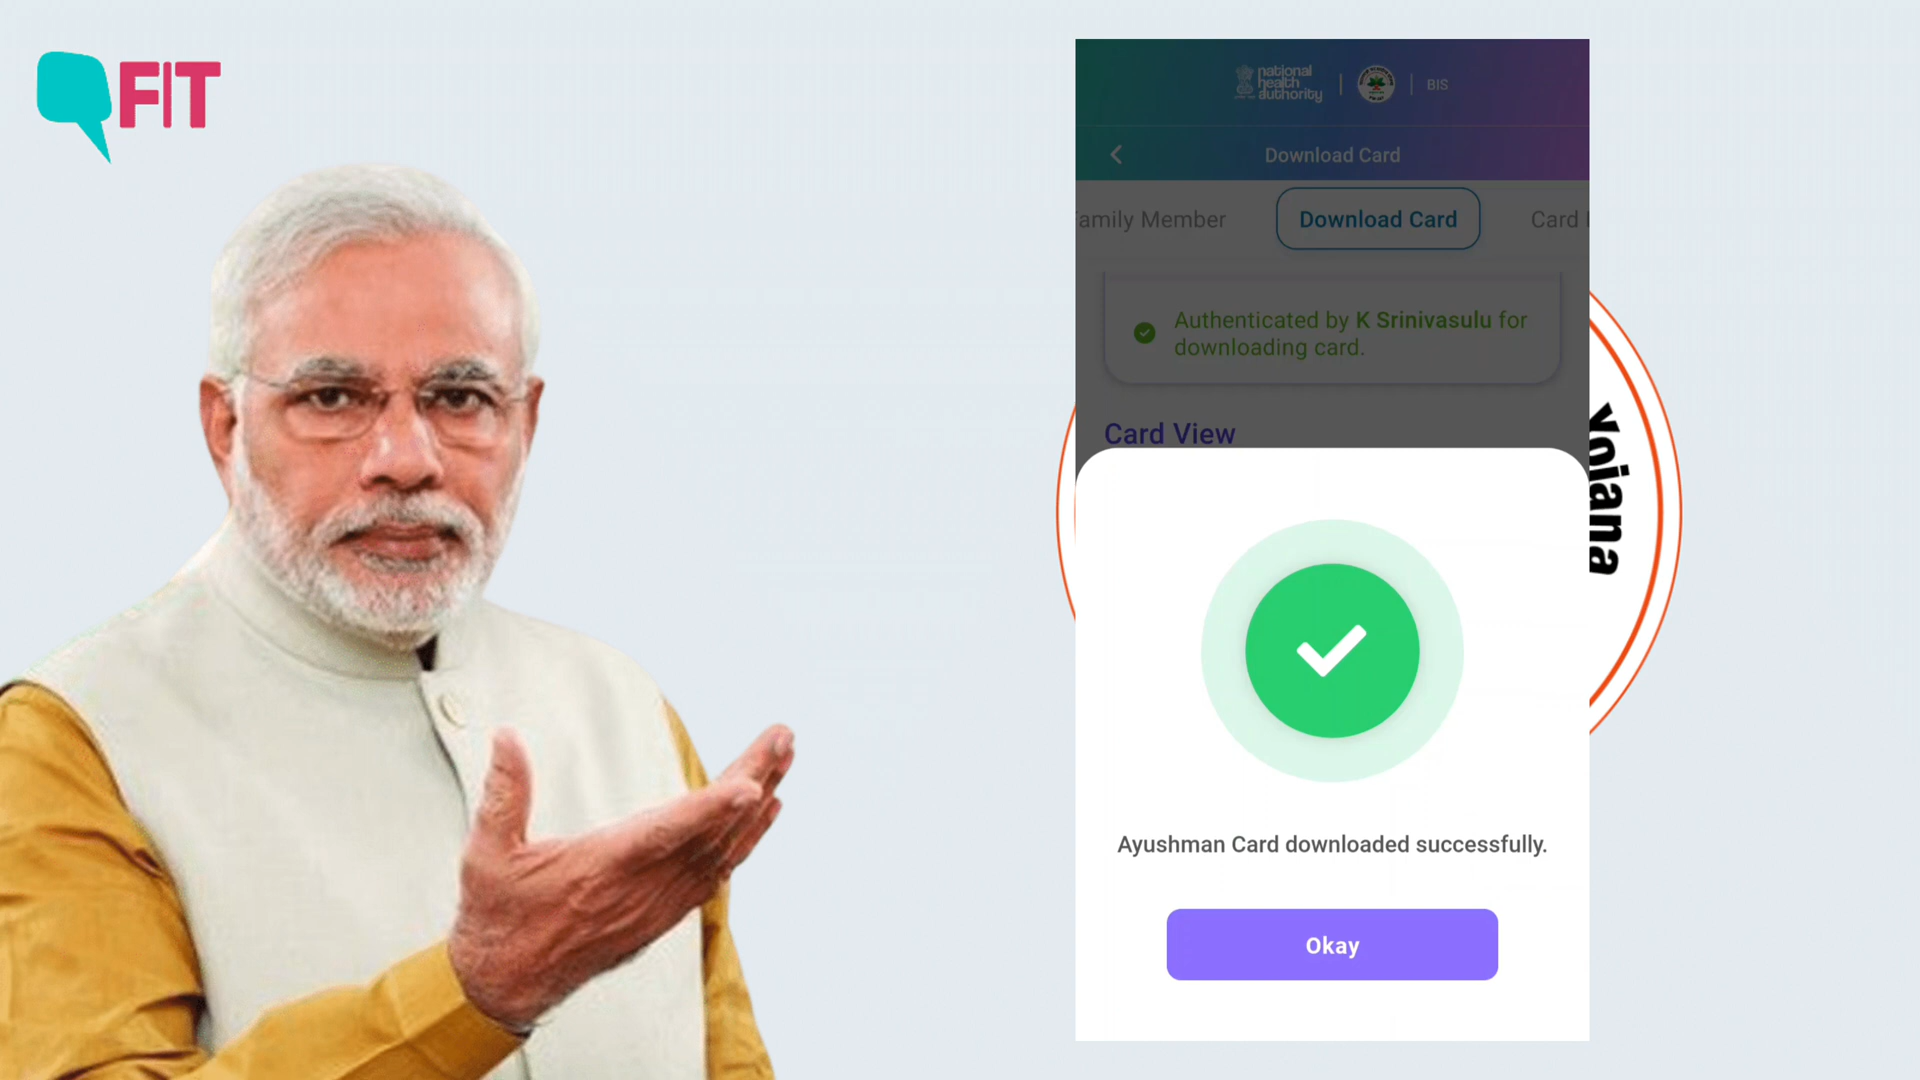 FIT
national
health
authority
BIS
Download Card
amily Member
Download Card
Card
Authenticated by K Srinivasulu for
downloading card.
Card View
Yojana
Ayushman Card downloaded successfully.
Okay